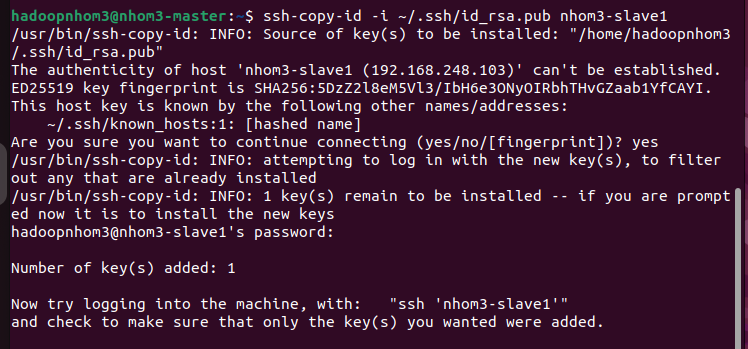 hadoopnhom3@nhom3-master:~$ ssh-copy-id -i ~/.ssh/id_rsa.pub nhom3-slave1
/usr/bin/ssh-copy-id: INFO: Source of key(s) to be installed: "/home/hadoopnhom3
/.ssh/id_rsa.pub"
The authenticity of host 'nhom3-slave1 (192.168.248.103)' can't be established.
ED25519 key fingerprint is SHA256:5DzZ2l8eM5Vl3/IbH6e3ONyOIRbhTHvGZaab1YfCAYI.
This host key is known by the following other names/addresses:
    ~/.ssh/known_hosts:1: [hashed name]
Are you sure you want to continue connecting (yes/no/[fingerprint])? yes
/usr/bin/ssh-copy-id: INFO: attempting to log in with the new key(s), to filter
out any that are already installed
/usr/bin/ssh-copy-id: INFO: 1 key(s) remain to be installed -- if you are prompt
ed now it is to install the new keys
hadoopnhom3@nhom3-slave1's password:

Number of key(s) added: 1

Now try logging into the machine, with:   "ssh 'nhom3-slave1'"
and check to make sure that only the key(s) you wanted were added.